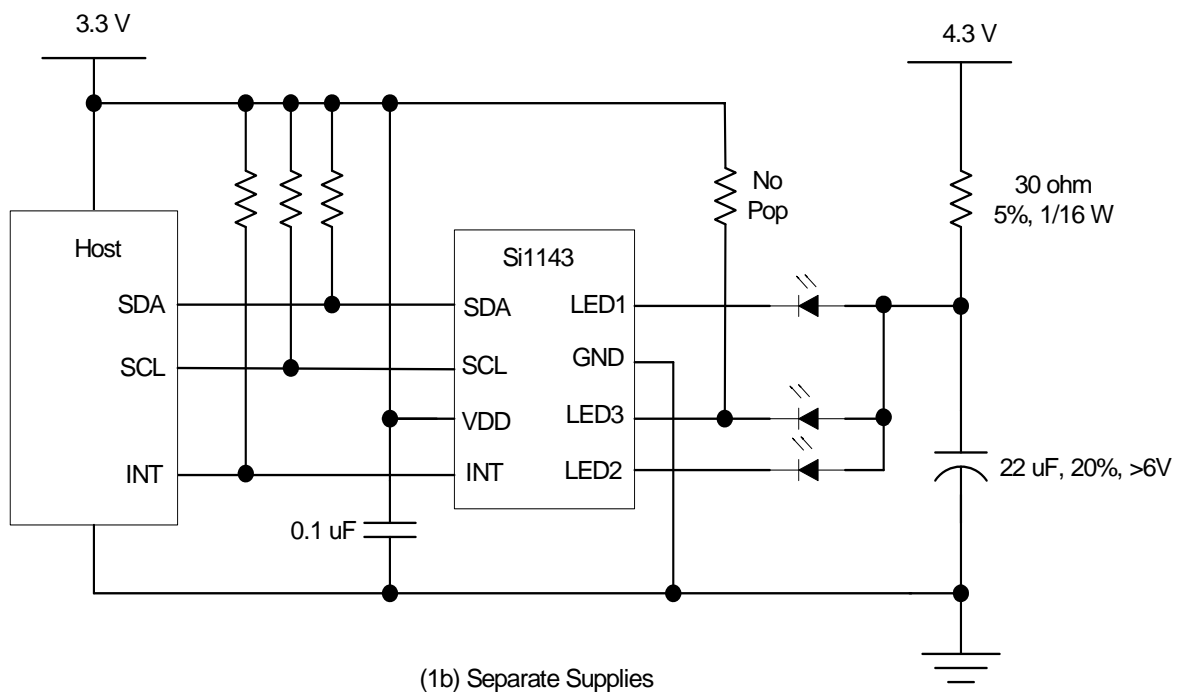 3.3 V
4.3 V
No
Pop
30 ohm
5%, 1/16 W
Host
SDA
SCL
INT
Si1143
SDA
SCL
VDD
INT
LED1
GND
LED3
LED2
22 uF, 20%, >6V
0.1 uF
(1b) Separate Supplies